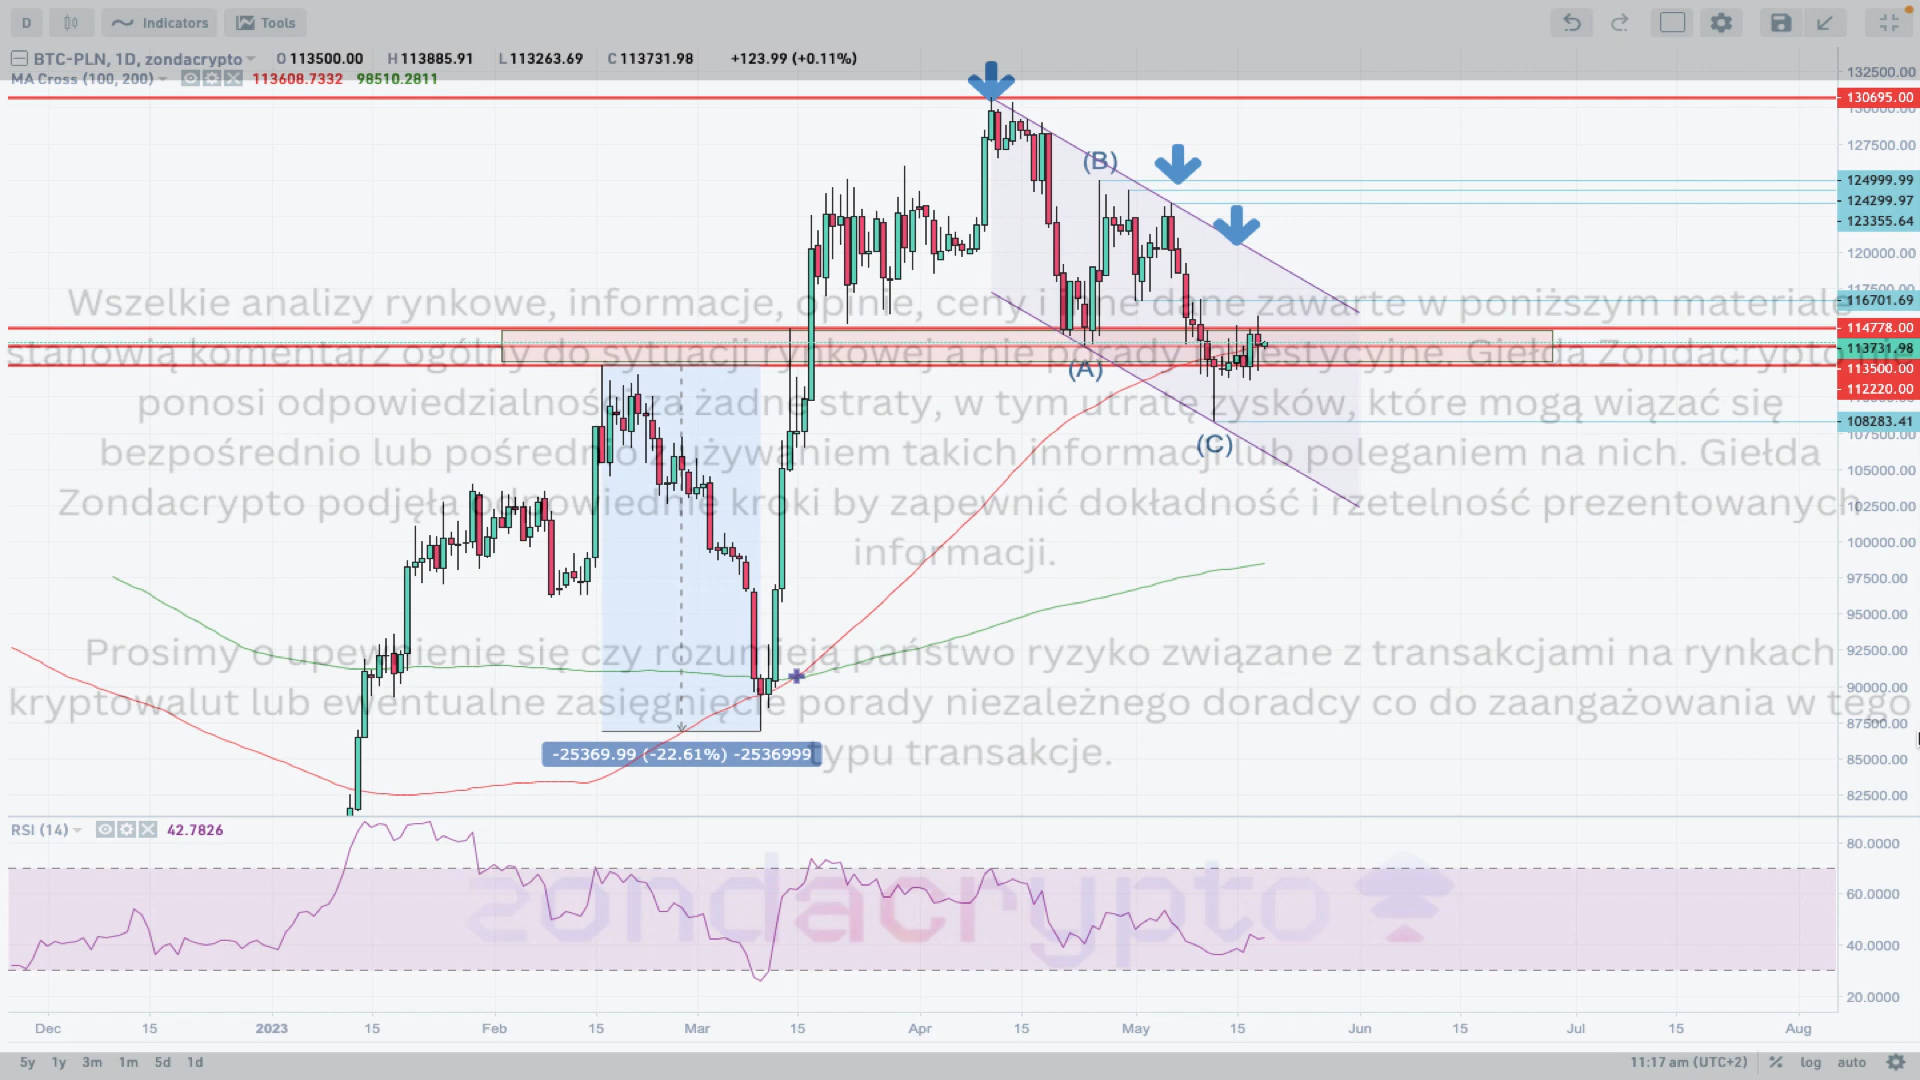 D Indicators Tools
BTC-PLN, 1D, zondacrypto O 113500.00 H 113885.91 L 113263.69 C 113731.98 +123.99 (+0.11%)
MA Cross (100, 200) 113608.7332 98510.2811
132500.00
130695.00
127500.00
124999.99
124299.97
123355.64
120000.00
116701.69
114778.00
113731.98
113500.00
112220.00
108283.41
107500.00
105000.00
102500.00
100000.00
97500.00
95000.00
92500.00
90000.00
87500.00
85000.00
82500.00
(B)
(A)
(C)
Wszelkie analizy rynkowe, informacje, opinie, ceny i inne dane zawarte w poniższym materiale
stanowią komentarz ogólny do sytuacji rynkowej a nie porady inwestycyjne. Giełda Zondacrypto nie
ponosi odpowiedzialności za żadne straty, w tym utratę zysków, które mogą wiązać się
bezpośrednio lub pośrednio z używaniem takich informacji lub poleganiem na nich. Giełda
Zondacrypto podjęła odpowiednie kroki by zapewnić dokładność i rzetelność prezentowanych
informacji.
Prosimy o upewnienie się czy rozumieją państwo ryzyko związane z transakcjami na rynkach
kryptowalut lub ewentualne zasięgnięcie porady niezależnego doradcy co do zaangażowania w tego
typu transakcje.
-25369.99 (-22.61%) -2536999
RSI (14) 42.7826
zondacrypto
80.0000
60.0000
40.0000
20.0000
Dec 15 2023 15 Feb 15 Mar 15 Apr 15 May 15 Jun 15 Jul 15 Aug
5y 1y 3m 1m 5d 1d 11:17 am (UTC+2) % log auto